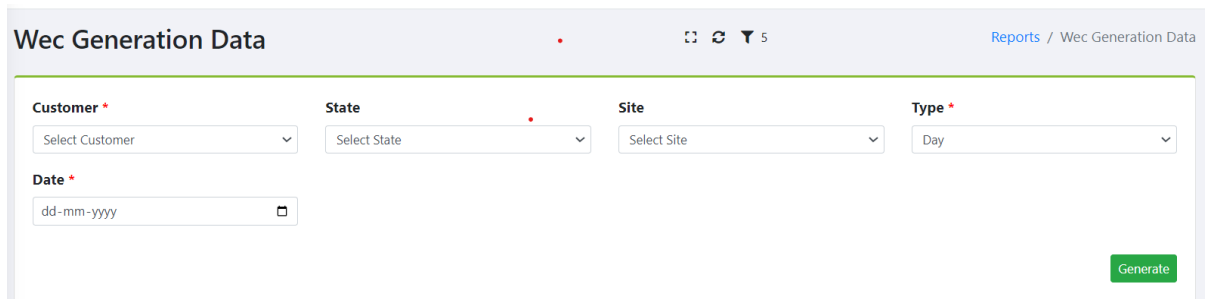 Wec Generation Data
5
Reports / Wec Generation Data
Customer * State Site Type *
Select Customer Select State Select Site Day
Date *
dd-mm-yyyy
Generate